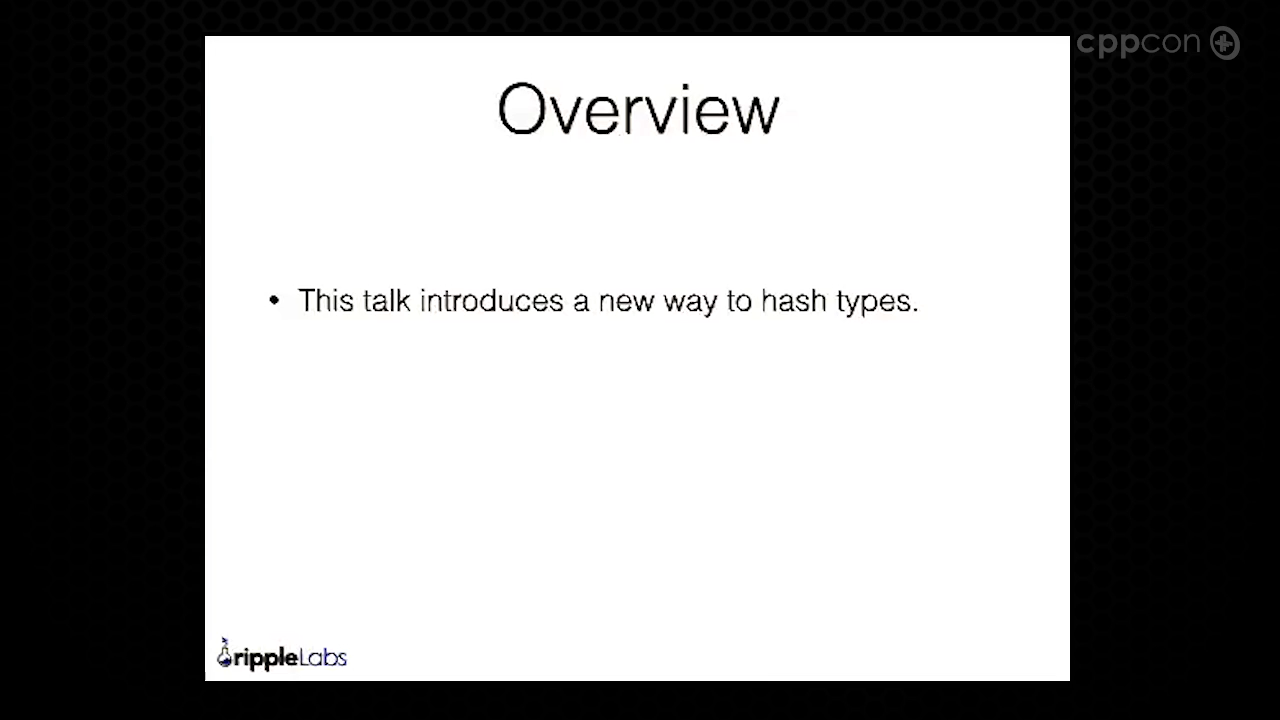 cppcon
Overview
• This talk introduces a new way to hash types.
rippleLabs